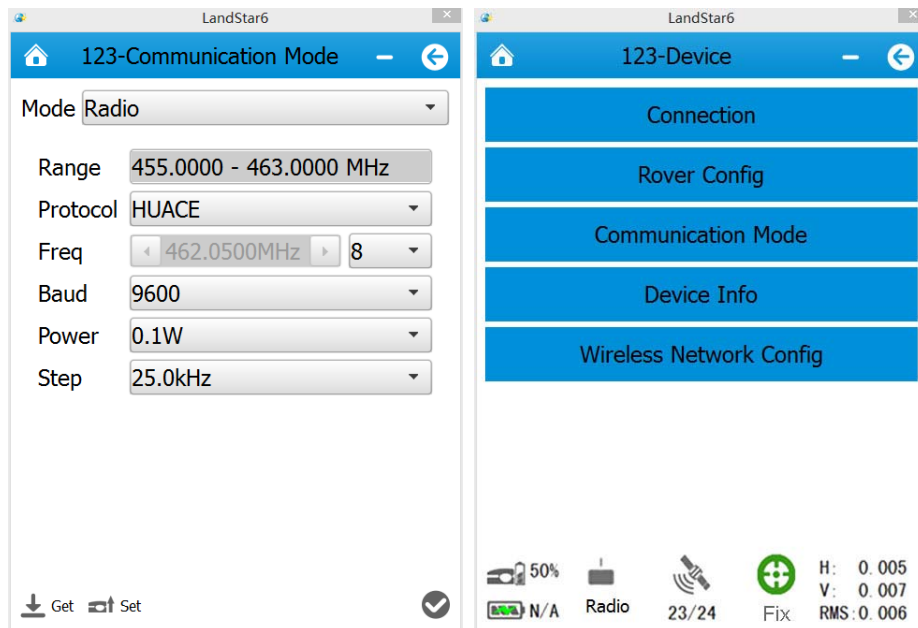 LandStar6
123-Communication Mode
Mode Radio
Range 455.0000 - 463.0000 MHz
Protocol HUACE
Freq 462.0500MHz 8
Baud 9600
Power 0.1W
Step 25.0kHz
Get Set
LandStar6
123-Device
Connection
Rover Config
Communication Mode
Device Info
Wireless Network Config
50%
N/A
Radio
23/24
Fix
H: 0.005
V: 0.007
RMS:0.006